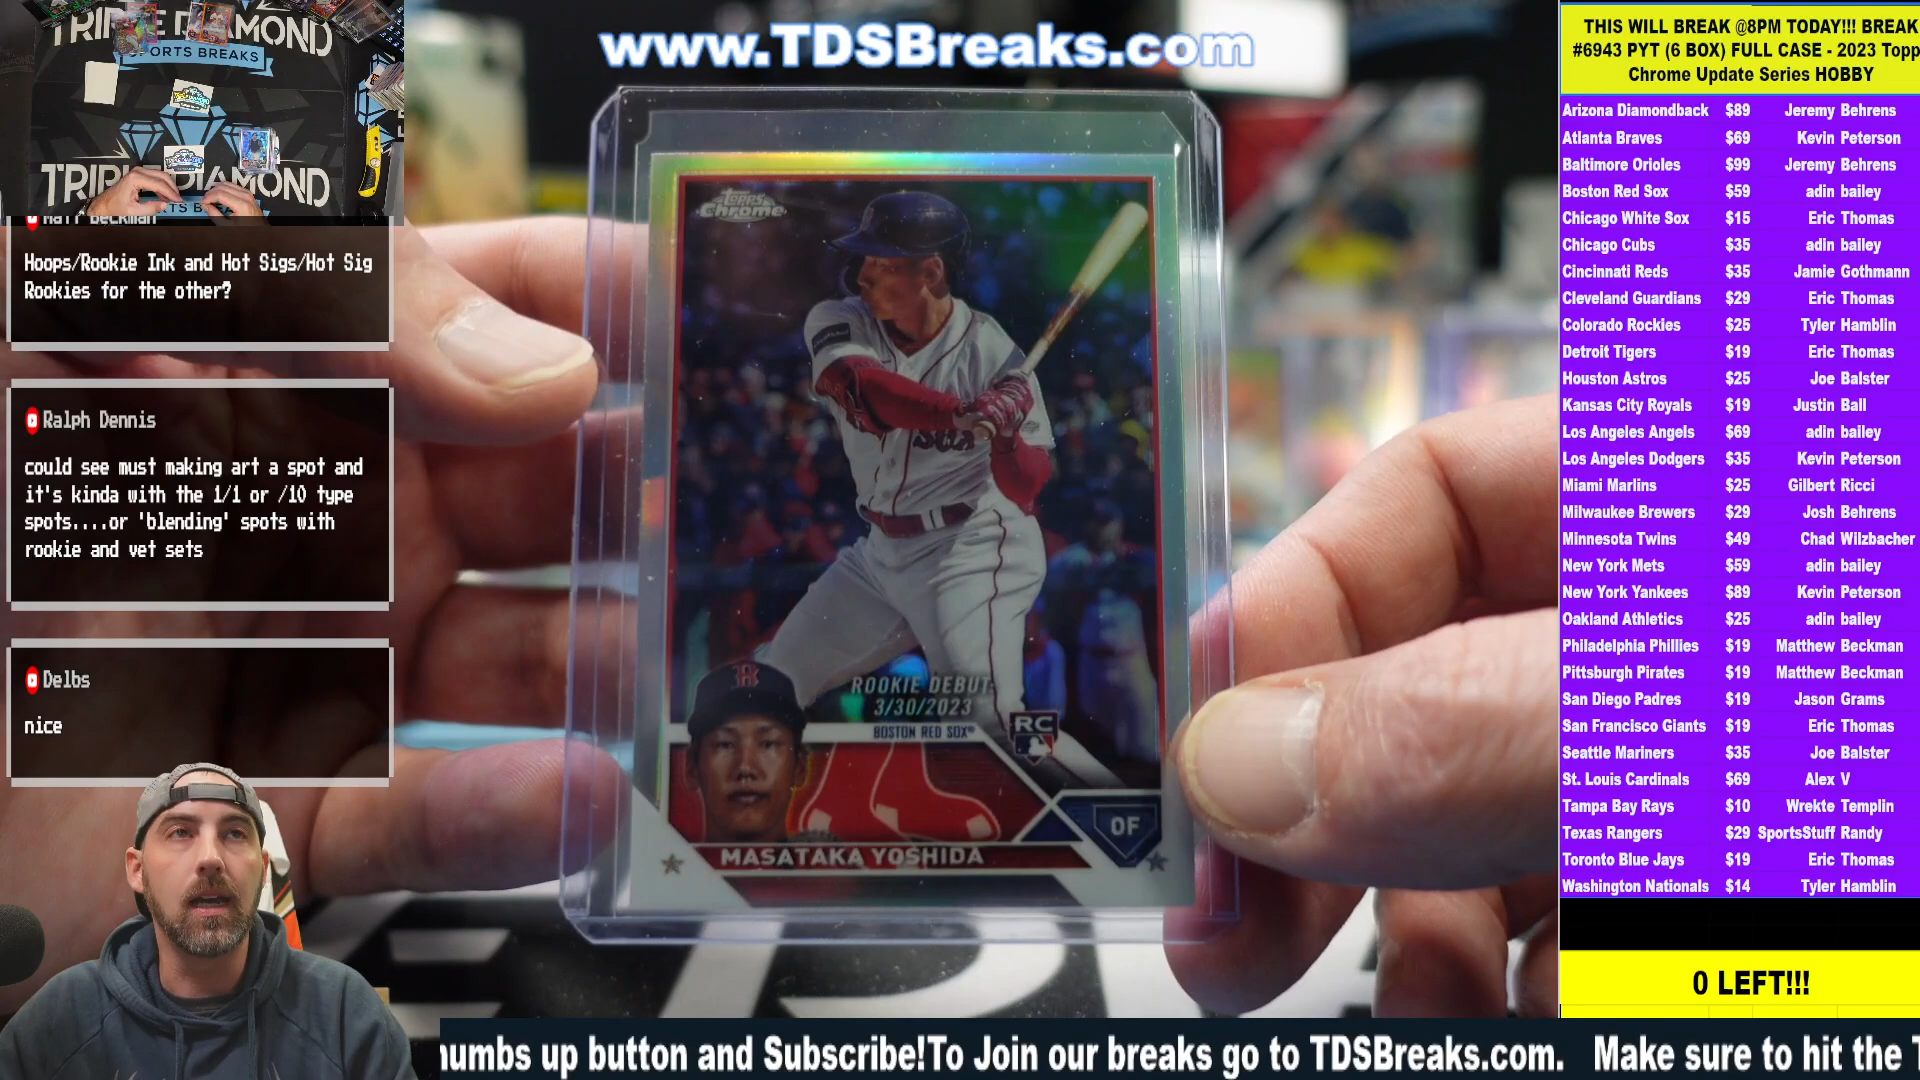 www.TDSBreaks.com
TRIPLE DIAMOND
SPORTS BREAKS
TRIPLE DIAMOND
Matt Beckman
Hoops/Rookie Ink and Hot Sigs/Hot Sig
Rookies for the other?
Ralph Dennis
could see must making art a spot and
it's kinda with the 1/1 or /10 type
spots....or 'blending' spots with
rookie and vet sets
Delbs
nice
Topps
Chrome
ROOKIE DEBUT
3/30/2023
BOSTON RED SOX
RC
OF
MASATAKA YOSHIDA
THIS WILL BREAK @8PM TODAY!!! BREAK
#6943 PYT (6 BOX) FULL CASE - 2023 Topp
Chrome Update Series HOBBY
Arizona Diamondback $89 Jeremy Behrens
Atlanta Braves $69 Kevin Peterson
Baltimore Orioles $99 Jeremy Behrens
Boston Red Sox $59 adin bailey
Chicago White Sox $15 Eric Thomas
Chicago Cubs $35 adin bailey
Cincinnati Reds $35 Jamie Gothmann
Cleveland Guardians $29 Eric Thomas
Colorado Rockies $25 Tyler Hamblin
Detroit Tigers $19 Eric Thomas
Houston Astros $25 Joe Balster
Kansas City Royals $19 Justin Ball
Los Angeles Angels $69 adin bailey
Los Angeles Dodgers $35 Kevin Peterson
Miami Marlins $25 Gilbert Ricci
Milwaukee Brewers $29 Josh Behrens
Minnesota Twins $49 Chad Wilzbacher
New York Mets $59 adin bailey
New York Yankees $89 Kevin Peterson
Oakland Athletics $25 adin bailey
Philadelphia Phillies $19 Matthew Beckman
Pittsburgh Pirates $19 Matthew Beckman
San Diego Padres $19 Jason Grams
San Francisco Giants $19 Eric Thomas
Seattle Mariners $35 Joe Balster
St. Louis Cardinals $69 Alex V
Tampa Bay Rays $10 Wrekte Templin
Texas Rangers $29 SportsStuff Randy
Toronto Blue Jays $19 Eric Thomas
Washington Nationals $14 Tyler Hamblin
0 LEFT!!!
humbs up button and Subscribe!To Join our breaks go to TDSBreaks.com. Make sure to hit the T